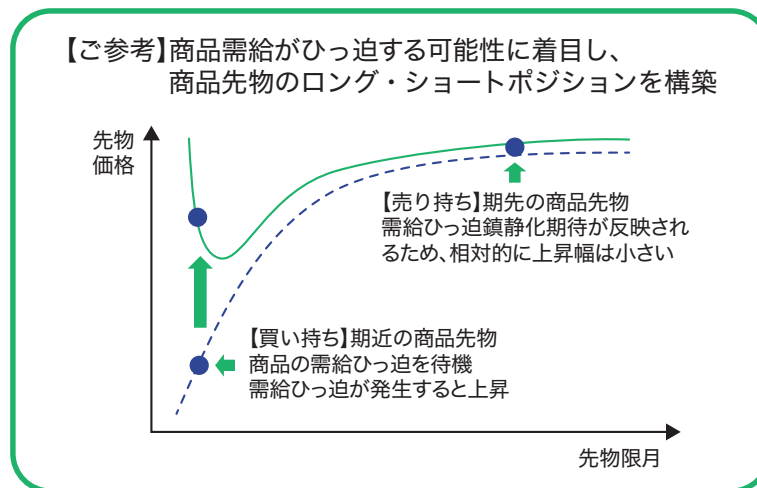 【ご参考】商品需給がひっ迫する可能性に着目し、
商品先物のロング・ショートポジションを構築
先物
価格
【売り持ち】期先の商品先物
需給ひっ迫鎮静化期待が反映され
るため、相対的に上昇幅は小さい
【買い持ち】期近の商品先物
商品の需給ひっ迫を待機
需給ひっ迫が発生すると上昇
先物限月